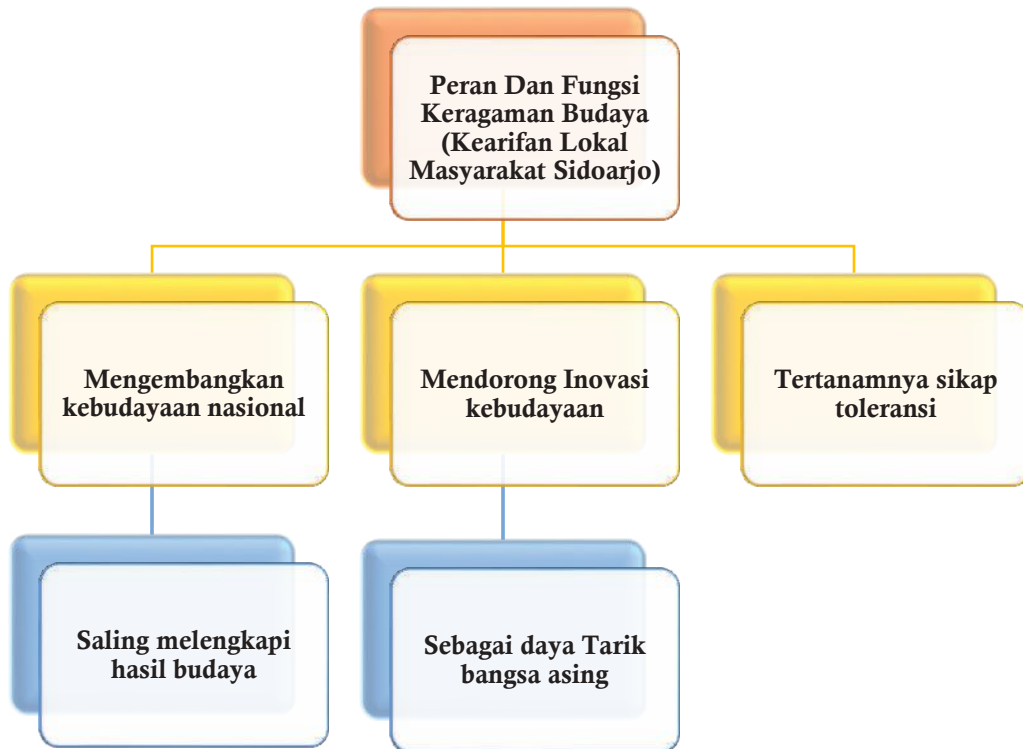 Peran Dan Fungsi
Keragaman Budaya
(Kearifan Lokal
Masyarakat Sidoarjo)
Mengembangkan
kebudayaan nasional
Mendorong Inovasi
kebudayaan
Tertanamnya sikap
toleransi
Saling melengkapi
hasil budaya
Sebagai daya Tarik
bangsa asing